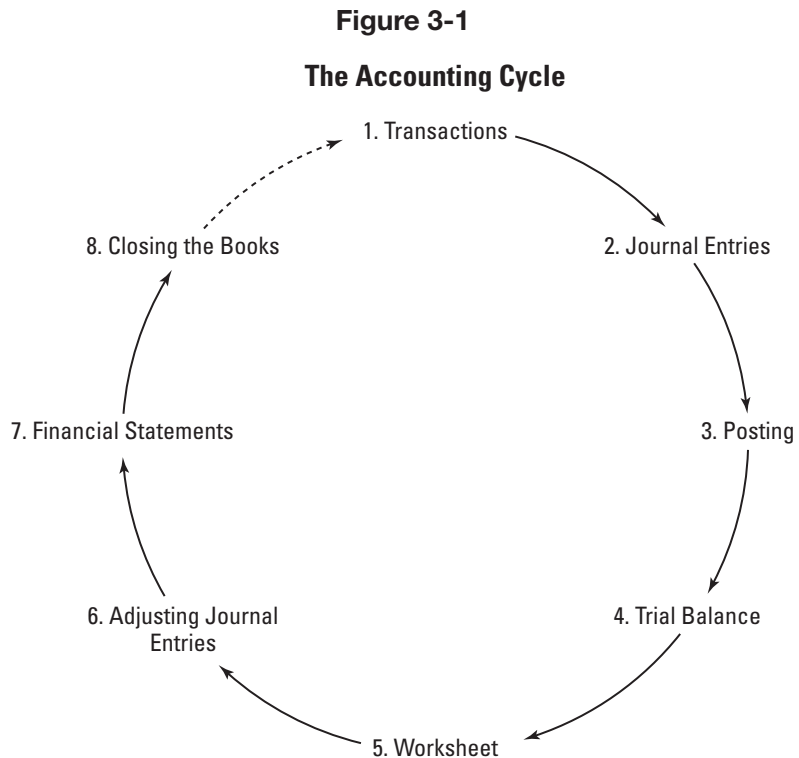 Figure 3-1
The Accounting Cycle
1. Transactions
2. Journal Entries
3. Posting
4. Trial Balance
5. Worksheet
6. Adjusting Journal
Entries
7. Financial Statements
8. Closing the Books